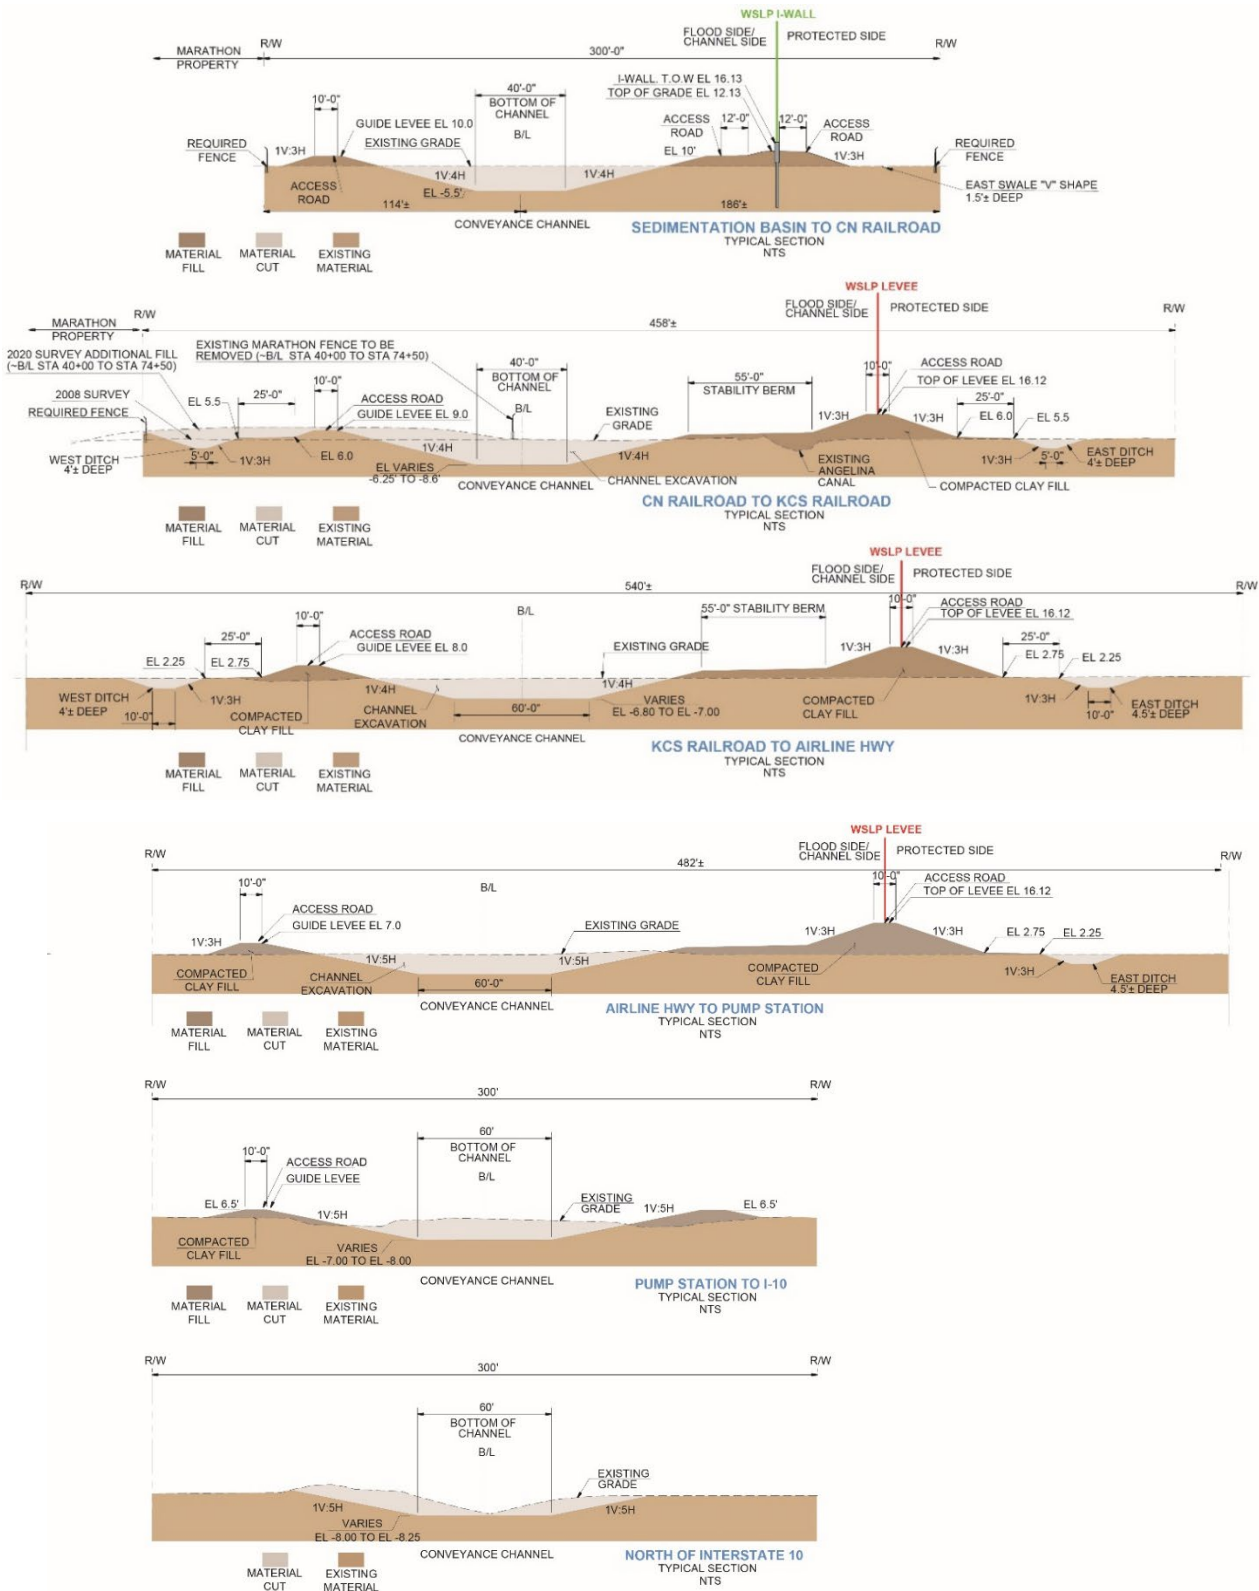 WSLP I-WALL
FLOOD SIDE/
CHANNEL SIDE
PROTECTED SIDE
MARATHON
PROPERTY
R/W
R/W
300'-0"
40'-0"
BOTTOM OF
CHANNEL
B/L
I-WALL. T.O.W EL 16.13
TOP OF GRADE EL 12.13
10'-0"
GUIDE LEVEE EL 10.0
EXISTING GRADE
ACCESS
ROAD
12'-0"
12'-0"
ACCESS
ROAD
REQUIRED
FENCE
1V:3H
EL 10'
1V:3H
REQUIRED
FENCE
ACCESS
ROAD
1V:4H
EL -5.5'
1V:4H
EAST SWALE "V" SHAPE
1.5'± DEEP
114'±
186'±
CONVEYANCE CHANNEL
SEDIMENTATION BASIN TO CN RAILROAD
TYPICAL SECTION
NTS
MATERIAL
FILL
MATERIAL
CUT
EXISTING
MATERIAL
WSLP LEVEE
FLOOD SIDE/
CHANNEL SIDE
PROTECTED SIDE
R/W
R/W
MARATHON
PROPERTY
458'±
2020 SURVEY ADDITIONAL FILL
(~B/L STA 40+00 TO STA 74+50)
EXISTING MARATHON FENCE TO BE
REMOVED (~B/L STA 40+00 TO STA 74+50)
40'-0"
BOTTOM OF
CHANNEL
B/L
10'-0"
ACCESS ROAD
TOP OF LEVEE EL 16.12
2008 SURVEY
REQUIRED FENCE
EL 5.5
25'-0"
10'-0"
ACCESS ROAD
GUIDE LEVEE EL 9.0
EXISTING
GRADE
55'-0"
STABILITY BERM
1V:3H
1V:3H
25'-0"
EL 6.0
EL 5.5
WEST DITCH
4'± DEEP
5'-0"
1V:3H
EL 6.0
1V:4H
EL VARIES
-6.25' TO -8.6'
1V:4H
CHANNEL EXCAVATION
EXISTING
ANGELINA
CANAL
1V:3H
5'-0"
EAST DITCH
4'± DEEP
COMPACTED CLAY FILL
CONVEYANCE CHANNEL
CN RAILROAD TO KCS RAILROAD
TYPICAL SECTION
NTS
MATERIAL
FILL
MATERIAL
CUT
EXISTING
MATERIAL
WSLP LEVEE
FLOOD SIDE/
CHANNEL SIDE
PROTECTED SIDE
R/W
R/W
540'±
B/L
10'-0"
ACCESS ROAD
TOP OF LEVEE EL 16.12
25'-0"
10'-0"
ACCESS ROAD
GUIDE LEVEE EL 8.0
55'-0" STABILITY BERM
25'-0"
EL 2.25
EL 2.75
EXISTING GRADE
1V:3H
1V:3H
EL 2.75
EL 2.25
WEST DITCH
4'± DEEP
10'-0"
1V:3H
COMPACTED
CLAY FILL
1V:4H
CHANNEL
EXCAVATION
60'-0"
1V:4H
VARIES
EL -6.80 TO EL -7.00
COMPACTED
CLAY FILL
1V:3H
10'-0"
EAST DITCH
4.5'± DEEP
CONVEYANCE CHANNEL
KCS RAILROAD TO AIRLINE HWY
TYPICAL SECTION
NTS
MATERIAL
FILL
MATERIAL
CUT
EXISTING
MATERIAL
WSLP LEVEE
FLOOD SIDE/
CHANNEL SIDE
PROTECTED SIDE
R/W
R/W
482'±
B/L
10'-0"
ACCESS ROAD
GUIDE LEVEE EL 7.0
10'-0"
ACCESS ROAD
TOP OF LEVEE EL 16.12
1V:3H
EXISTING GRADE
1V:3H
1V:3H
EL 2.75
EL 2.25
COMPACTED
CLAY FILL
1V:5H
CHANNEL
EXCAVATION
60'-0"
1V:5H
COMPACTED
CLAY FILL
1V:3H
EAST DITCH
4.5'± DEEP
CONVEYANCE CHANNEL
AIRLINE HWY TO PUMP STATION
TYPICAL SECTION
NTS
MATERIAL
FILL
MATERIAL
CUT
EXISTING
MATERIAL
R/W
R/W
300'
60'
BOTTOM OF
CHANNEL
B/L
10'-0"
ACCESS ROAD
GUIDE LEVEE
EL 6.5'
1V:5H
EXISTING
GRADE
1V:5H
EL 6.5'
COMPACTED
CLAY FILL
VARIES
EL -7.00 TO EL -8.00
CONVEYANCE CHANNEL
PUMP STATION TO I-10
TYPICAL SECTION
NTS
MATERIAL
FILL
MATERIAL
CUT
EXISTING
MATERIAL
R/W
R/W
300'
60'
BOTTOM OF
CHANNEL
B/L
EXISTING
GRADE
1V:5H
1V:5H
VARIES
EL -8.00 TO EL -8.25
CONVEYANCE CHANNEL
NORTH OF INTERSTATE 10
TYPICAL SECTION
NTS
MATERIAL
CUT
EXISTING
MATERIAL